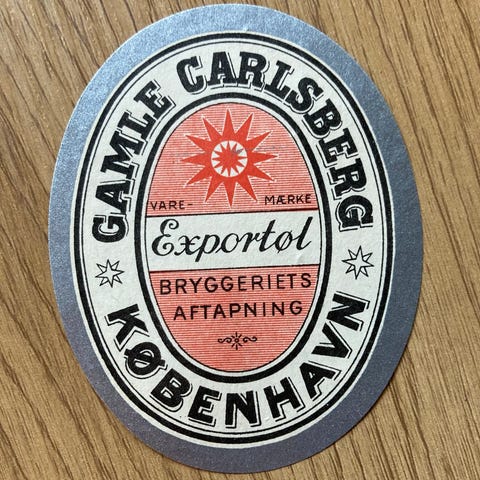 GAMLE CARLSBERG
VARE- MÆRKE
Exportøl
BRYGGERIETS
AFTAPNING
KØBENHAVN